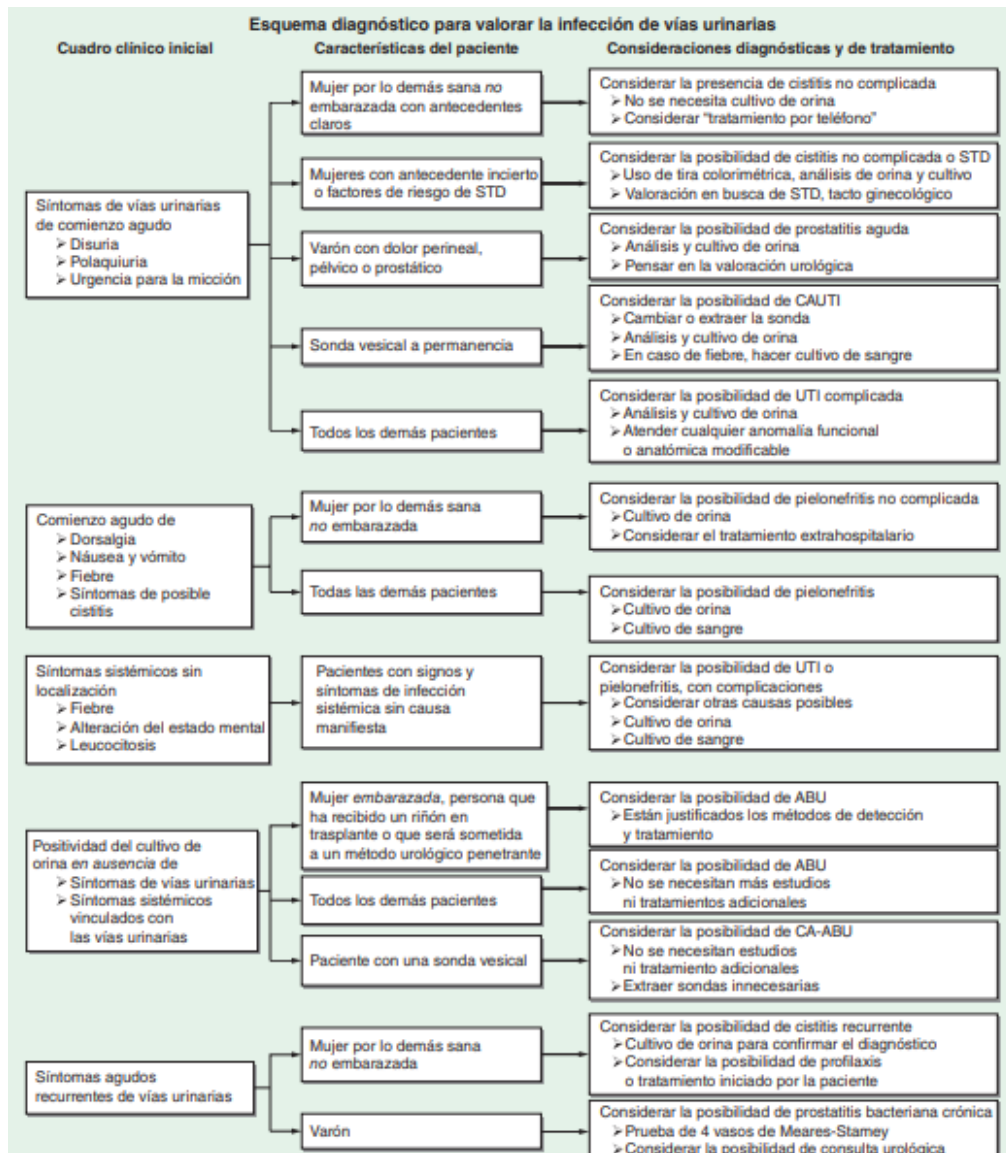 Esquema diagnóstico para valorar la infección de vías urinarias
Cuadro clínico inicial
Características del paciente
Consideraciones diagnósticas y de tratamiento
Síntomas de vías urinarias
de comienzo agudo
➢ Disuria
➢ Polaquiuria
➢ Urgencia para la micción
Mujer por lo demás sana no
embarazada con antecedentes
claros
Considerar la presencia de cistitis no complicada
➢ No se necesita cultivo de orina
➢ Considerar “tratamiento por teléfono”
Mujeres con antecedente incierto
o factores de riesgo de STD
Considerar la posibilidad de cistitis no complicada o STD
➢ Uso de tira colorimétrica, análisis de orina y cultivo
➢ Valoración en busca de STD, tacto ginecológico
Varón con dolor perineal,
pélvico o prostático
Considerar la posibilidad de prostatitis aguda
➢ Análisis y cultivo de orina
➢ Pensar en la valoración urológica
Sonda vesical a permanencia
Considerar la posibilidad de CAUTI
➢ Cambiar o extraer la sonda
➢ Análisis y cultivo de orina
➢ En caso de fiebre, hacer cultivo de sangre
Todos los demás pacientes
Considerar la posibilidad de UTI complicada
➢ Análisis y cultivo de orina
➢ Atender cualquier anomalía funcional
o anatómica modificable
Comienzo agudo de
➢ Dorsalgia
➢ Náusea y vómito
➢ Fiebre
➢ Síntomas de posible
cistitis
Mujer por lo demás sana
no embarazada
Considerar la posibilidad de pielonefritis no complicada
➢ Cultivo de orina
➢ Considerar el tratamiento extrahospitalario
Todas las demás pacientes
Considerar la posibilidad de pielonefritis
➢ Cultivo de orina
➢ Cultivo de sangre
Síntomas sistémicos sin
localización
➢ Fiebre
➢ Alteración del estado mental
➢ Leucocitosis
Pacientes con signos y
síntomas de infección
sistémica sin causa
manifiesta
Considerar la posibilidad de UTI o
pielonefritis, con complicaciones
➢ Considerar otras causas posibles
➢ Cultivo de orina
➢ Cultivo de sangre
Positividad del cultivo de
orina en ausencia de
➢ Síntomas de vías urinarias
➢ Síntomas sistémicos
vinculados con
las vías urinarias
Mujer embarazada, persona que
ha recibido un riñón en
trasplante o que será sometida
a un método urológico penetrante
Considerar la posibilidad de ABU
➢ Están justificados los métodos de detección
y tratamiento
Todos los demás pacientes
Considerar la posibilidad de ABU
➢ No se necesitan más estudios
ni tratamientos adicionales
Paciente con una sonda vesical
Considerar la posibilidad de CA-ABU
➢ No se necesitan estudios
ni tratamiento adicionales
➢ Extraer sondas innecesarias
Síntomas agudos
recurrentes de vías urinarias
Mujer por lo demás sana
no embarazada
Considerar la posibilidad de cistitis recurrente
➢ Cultivo de orina para confirmar el diagnóstico
➢ Considerar la posibilidad de profilaxis
o tratamiento iniciado por la paciente
Varón
Considerar la posibilidad de prostatitis bacteriana crónica
➢ Prueba de 4 vasos de Meares-Stamey
➢ Considerar la posibilidad de consulta urológica